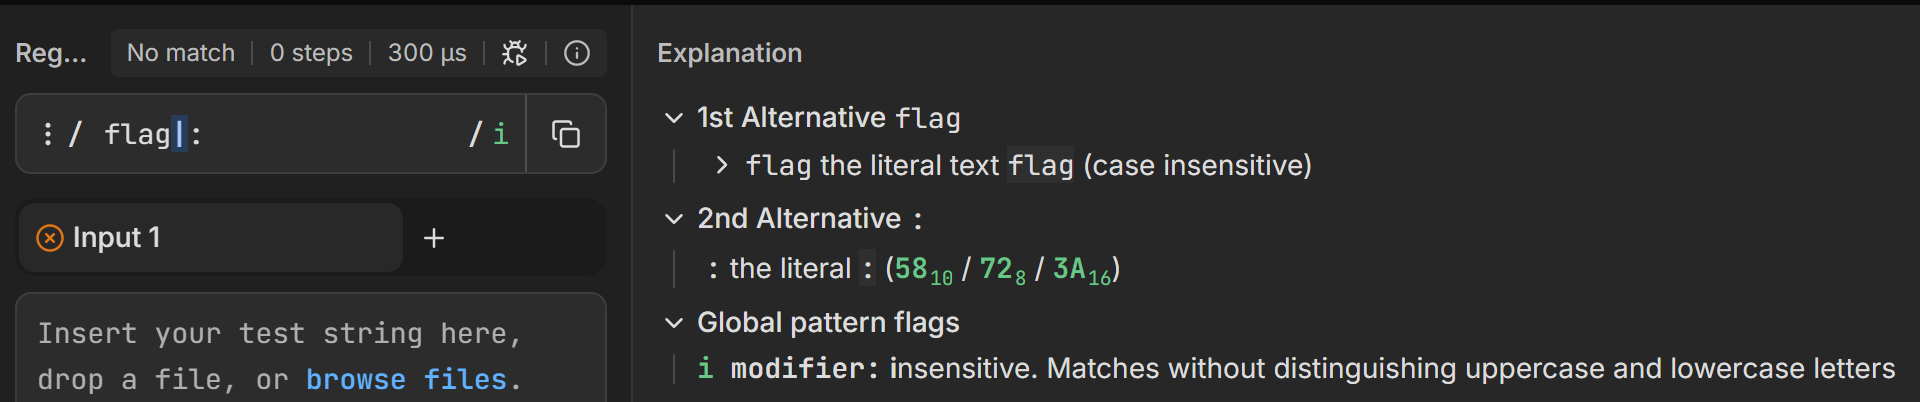 Reg...
No match
0 steps
300 µs
/ flag|: / i
Input 1
+
Insert your test string here,
drop a file, or browse files.
Explanation
1st Alternative flag
flag the literal text flag (case insensitive)
2nd Alternative :
: the literal : (58₁₀ / 72₈ / 3A₁₆)
Global pattern flags
i modifier: insensitive. Matches without distinguishing uppercase and lowercase letters